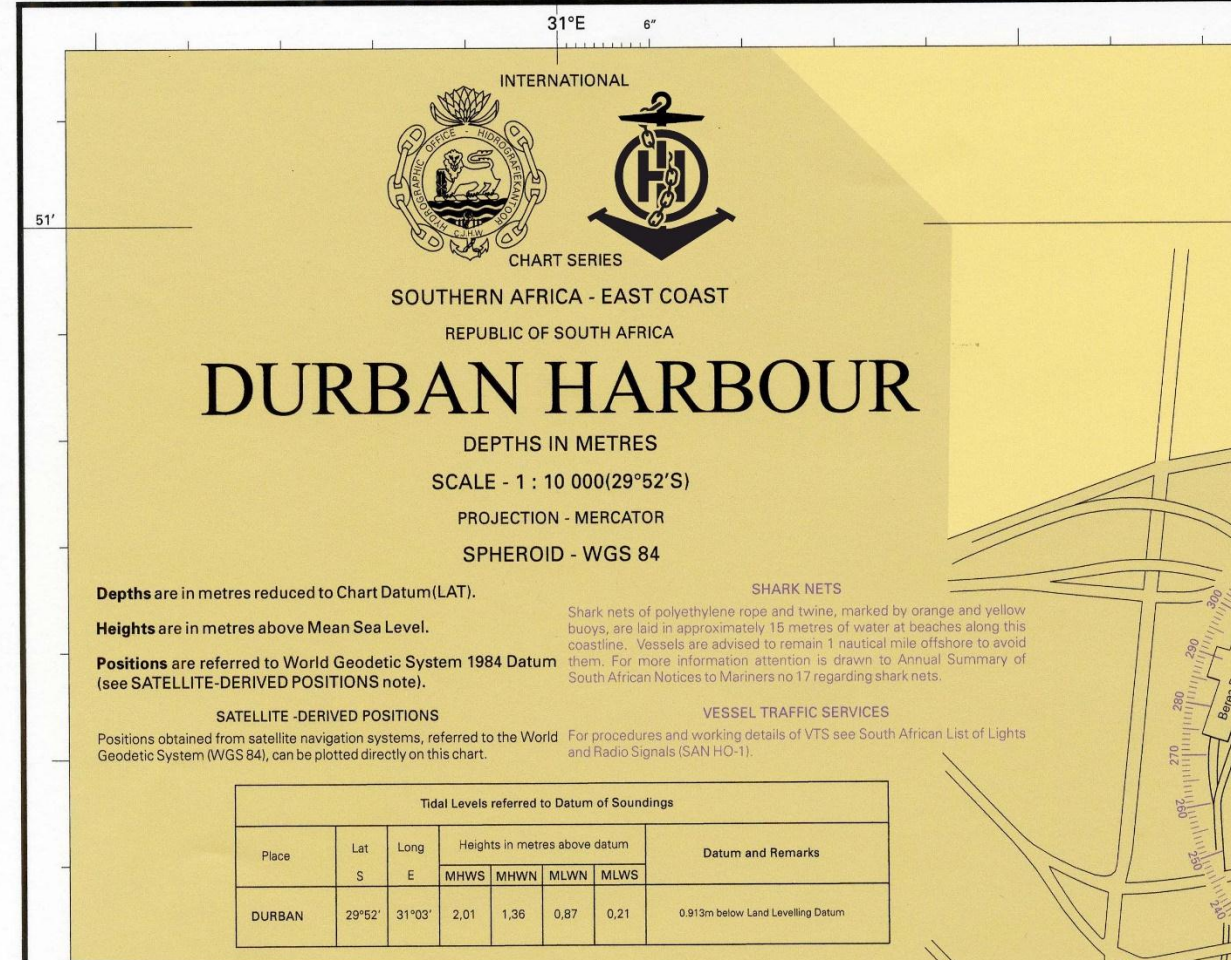 31°E
6"
INTERNATIONAL
HYDROGRAPHIC OFFICE - HIDROGRAFIEKANTOOR
C.J.H.W.
51'
CHART SERIES
SOUTHERN AFRICA - EAST COAST
REPUBLIC OF SOUTH AFRICA
DURBAN HARBOUR
DEPTHS IN METRES
SCALE - 1 : 10 000(29°52'S)
PROJECTION - MERCATOR
SPHEROID - WGS 84
Depths are in metres reduced to Chart Datum(LAT).
Heights are in metres above Mean Sea Level.
Positions are referred to World Geodetic System 1984 Datum
(see SATELLITE-DERIVED POSITIONS note).
SATELLITE -DERIVED POSITIONS
Positions obtained from satellite navigation systems, referred to the World
Geodetic System (WGS 84), can be plotted directly on this chart.
SHARK NETS
Shark nets of polyethylene rope and twine, marked by orange and yellow
buoys, are laid in approximately 15 metres of water at beaches along this
coastline. Vessels are advised to remain 1 nautical mile offshore to avoid
them. For more information attention is drawn to Annual Summary of
South African Notices to Mariners no 17 regarding shark nets.
VESSEL TRAFFIC SERVICES
For procedures and working details of VTS see South African List of Lights
and Radio Signals (SAN HO-1).
300
290
280
270
260
250
240
Berea
Tidal Levels referred to Datum of Soundings
Place Lat S Long E Heights in metres above datum Datum and Remarks
MHWS MHWN MLWN MLWS
DURBAN 29°52' 31°03' 2,01 1,36 0,87 0,21 0.913m below Land Levelling Datum